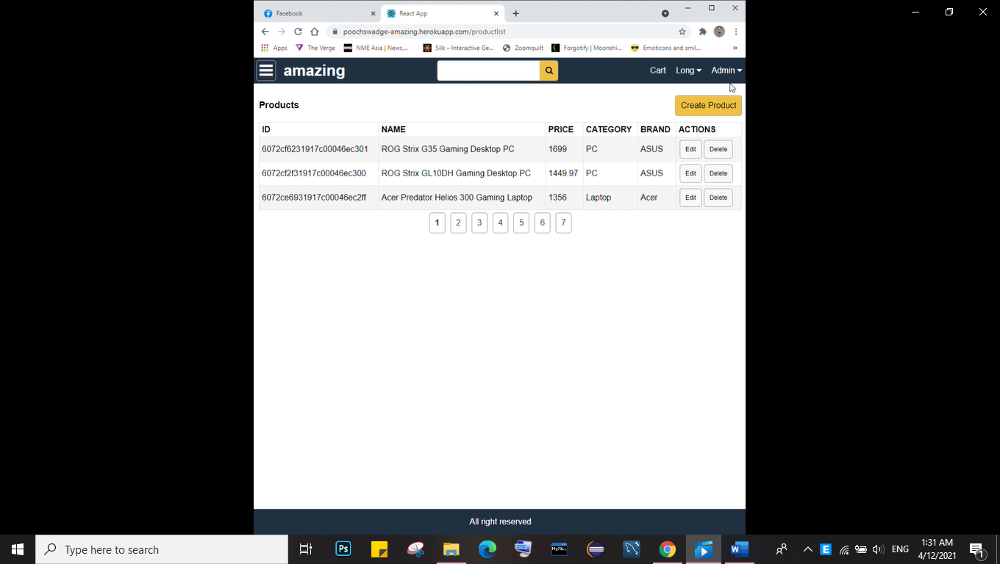 Facebook
React App
poochswadge-amazing.herokuapp.com/productlist
Apps The Verge NME Asia | News,... Silk – Interactive Ge... Zoomquilt Forgotify | Moonshi... Emoticons and smil... »
amazing Cart Long Admin
Products Create Product
ID NAME PRICE CATEGORY BRAND ACTIONS
6072cf6231917c00046ec301 ROG Strix G35 Gaming Desktop PC 1699 PC ASUS Edit Delete
6072cf2f31917c00046ec300 ROG Strix GL10DH Gaming Desktop PC 1449.97 PC ASUS Edit Delete
6072ce6931917c00046ec2ff Acer Predator Helios 300 Gaming Laptop 1356 Laptop Acer Edit Delete
1 2 3 4 5 6 7
All right reserved
Type here to search Ps MySQL W E ENG 1:31 AM
4/12/2021 1